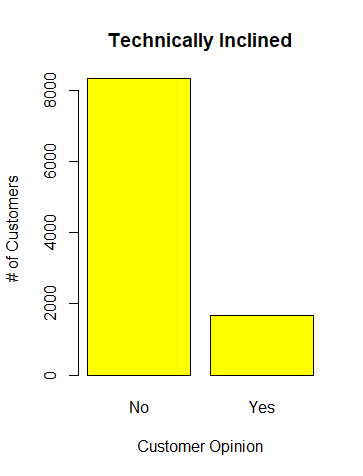 Technically Inclined
# of Customers
8000
6000
4000
2000
0
No Yes
Customer Opinion